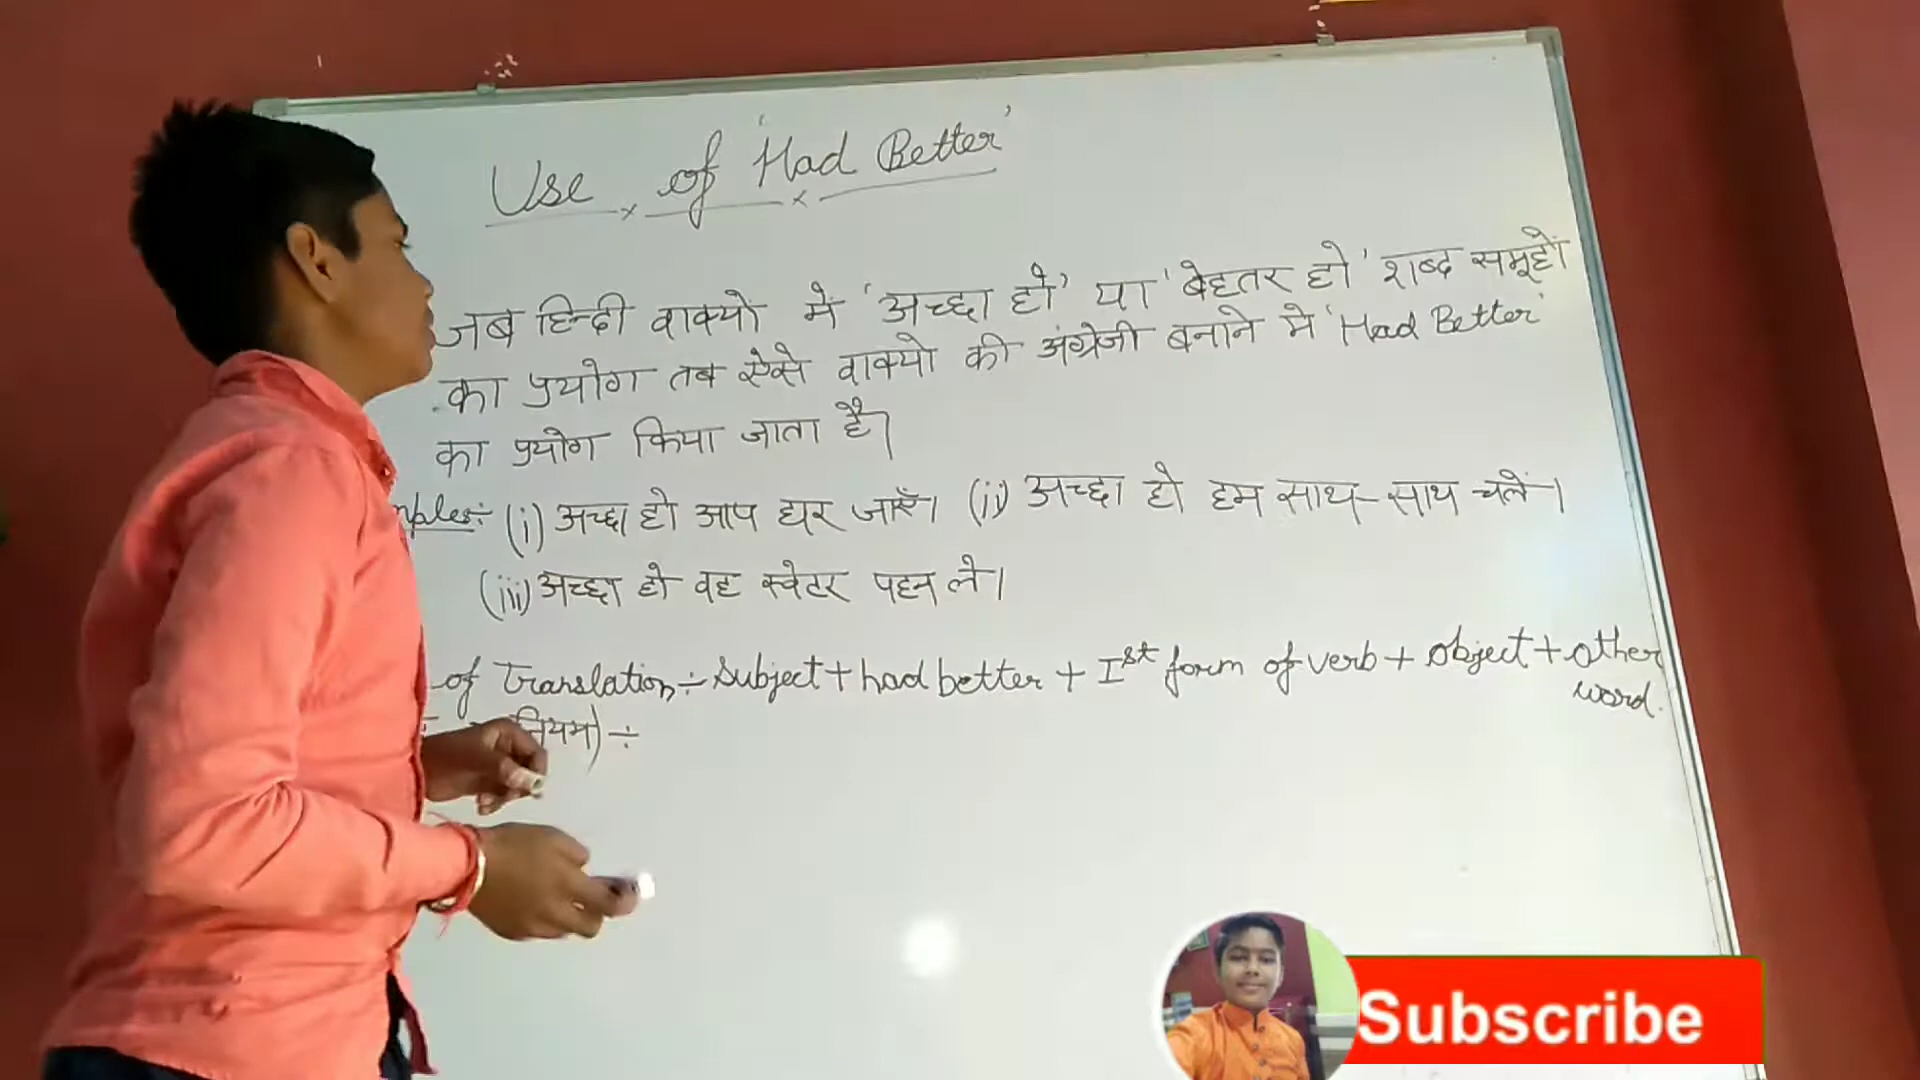 Use of 'Had Better'
जब हिन्दी वाक्यो मे 'अच्छा हो' या 'बेहतर हो' शब्द समूहों
का प्रयोग तब ऐसे वाक्यो की अंग्रेजी बनाने मे 'Had Better'
का प्रयोग किया जाता है।
mples:- (i) अच्छा हो आप घर जाएँ। (ii) अच्छा हो हम साथ-साथ चलें।
(iii) अच्छा हो वह स्वेटर पहन ले।
of Translation:- Subject + had better + Ist form of verb + object + other
word.
नियम) ÷
Subscribe